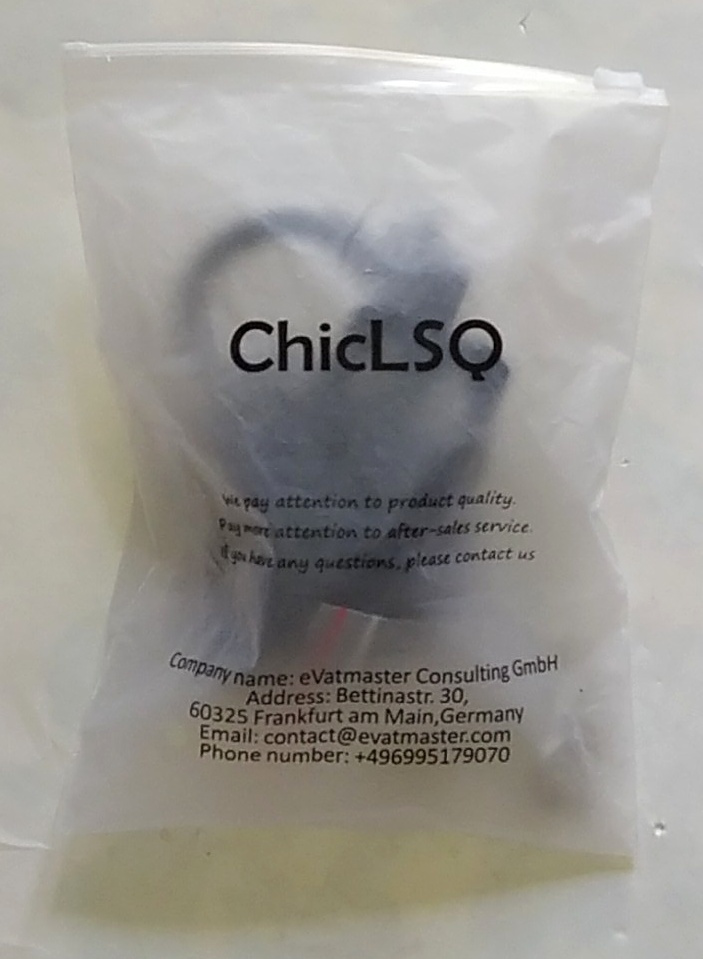 ChicLSQ
We pay attention to product quality.
Pay more attention to after-sales service.
If you have any questions, please contact us
Company name: eVatmaster Consulting GmbH
Address: Bettinastr. 30,
60325 Frankfurt am Main,Germany
Email: contact@evatmaster.com
Phone number: +496995179070